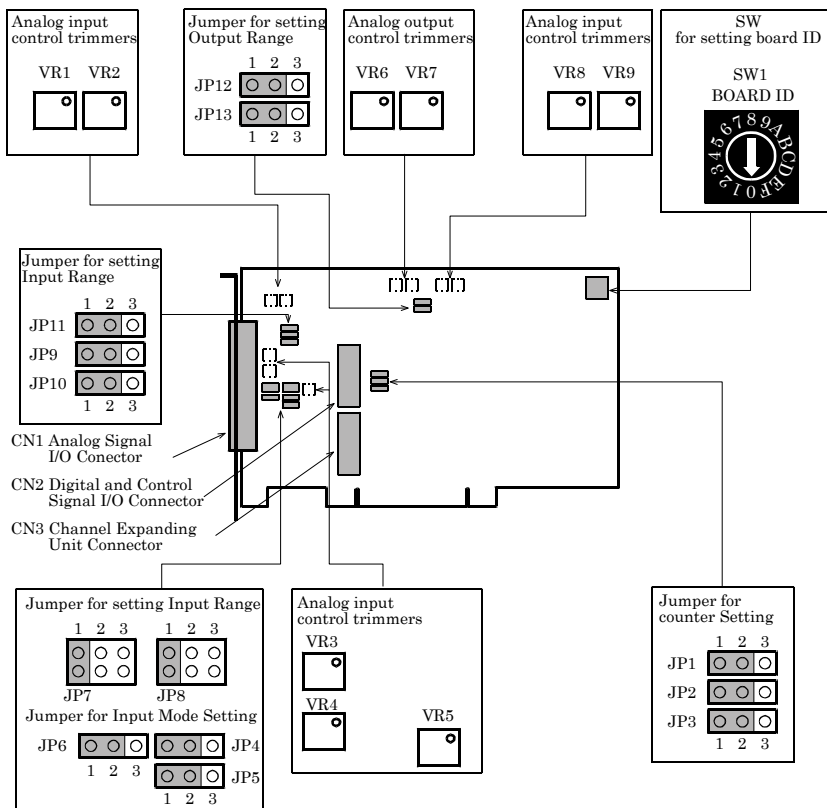 Analog input
control trimmers
VR1 VR2
Jumper for setting
Output Range
1 2 3
JP12
JP13
1 2 3
Analog output
control trimmers
VR6 VR7
Analog input
control trimmers
VR8 VR9
SW
for setting board ID
SW1
BOARD ID
0123456789ABCDEF
Jumper for setting
Input Range
1 2 3
JP11
JP9
JP10
1 2 3
CN1 Analog Signal
I/O Conector
CN2 Digital and Control
Signal I/O Connector
CN3 Channel Expanding
Unit Connector
Jumper for setting Input Range
1 2 3 1 2 3
JP7 JP8
Jumper for Input Mode Setting
JP6 JP4
1 2 3
JP5
1 2 3
Analog input
control trimmers
VR3
VR4
VR5
Jumper for
counter Setting
1 2 3
JP1
JP2
JP3
1 2 3